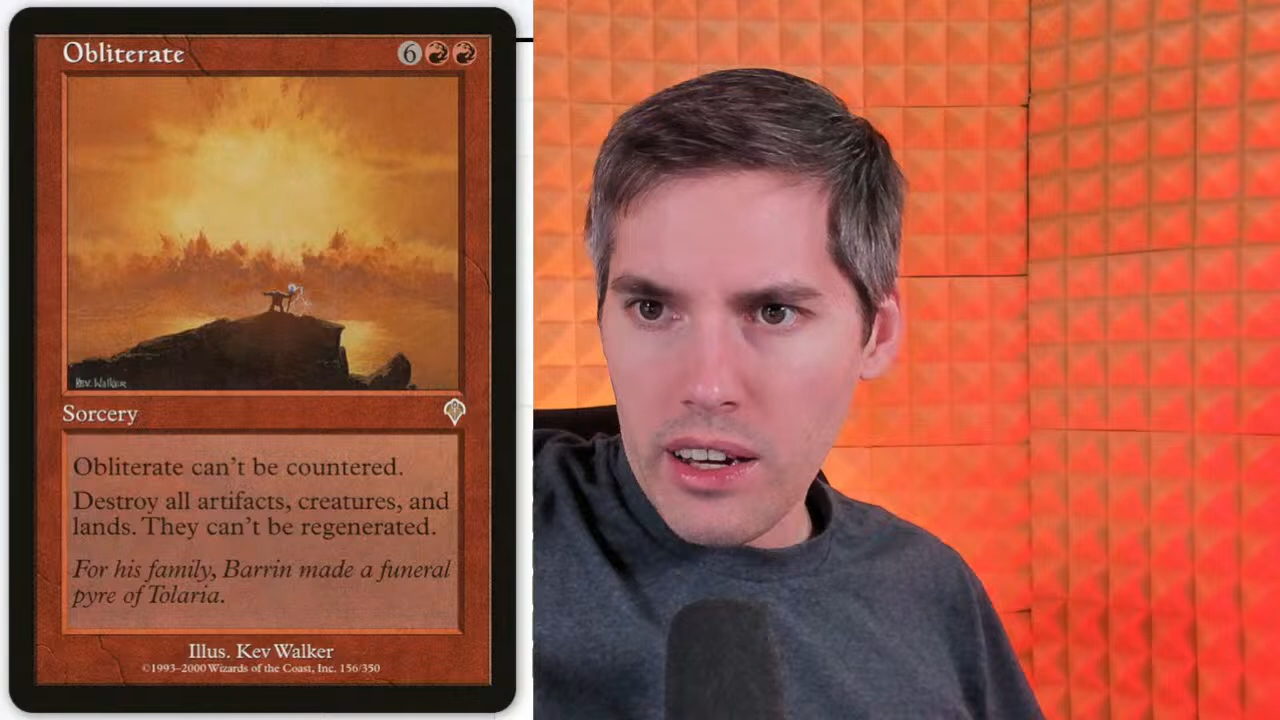 Obliterate 6
Kev. Walker
Sorcery
Obliterate can't be countered.
Destroy all artifacts, creatures, and
lands. They can't be regenerated.
For his family, Barrin made a funeral
pyre of Tolaria.
Illus. Kev Walker
©1993–2000 Wizards of the Coast, Inc. 156/350